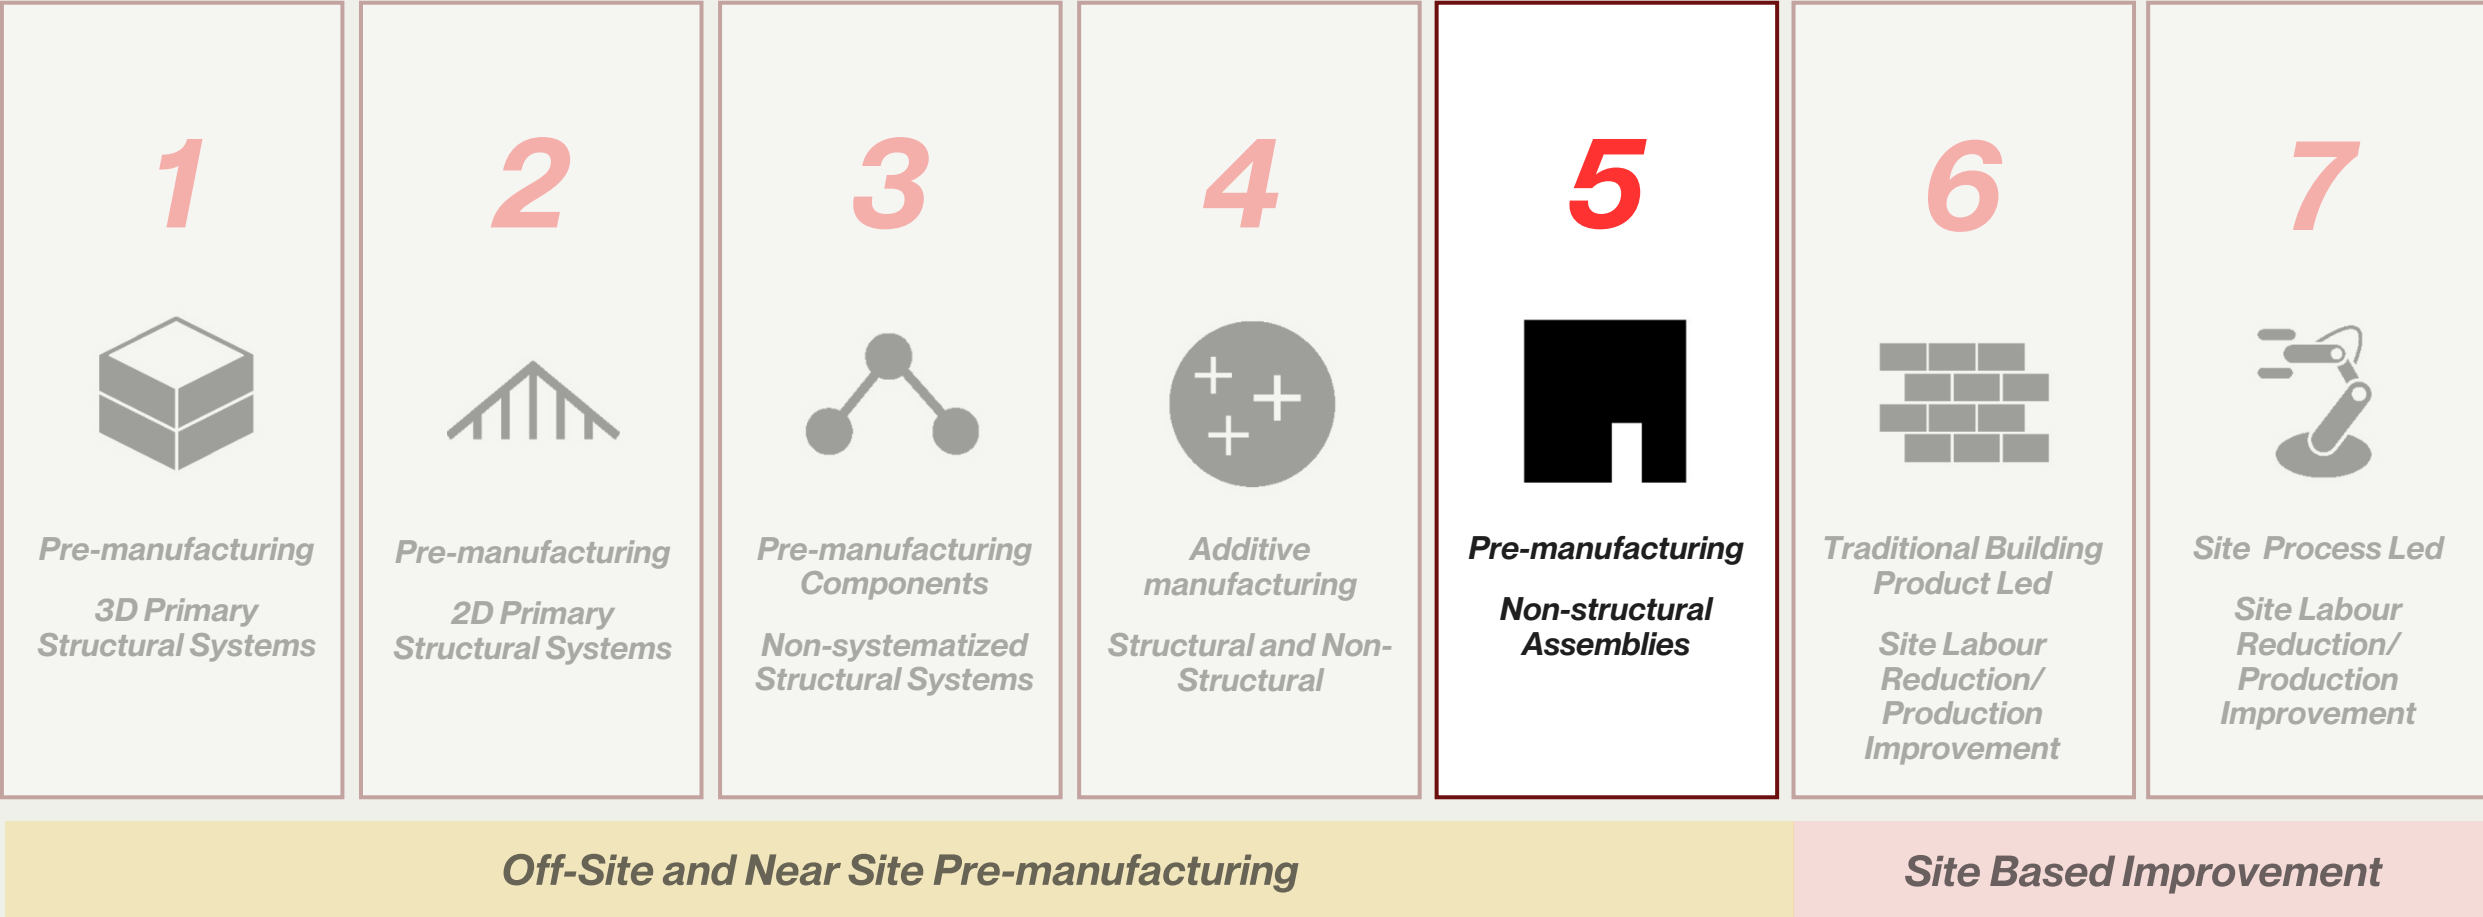 1
Pre-manufacturing
3D Primary
Structural Systems
2
Pre-manufacturing
2D Primary
Structural Systems
3
Pre-manufacturing
Components
Non-systematized
Structural Systems
4
Additive
manufacturing
Structural and Non-
Structural
5
Pre-manufacturing
Non-structural
Assemblies
6
Traditional Building
Product Led
Site Labour
Reduction/
Production
Improvement
7
Site Process Led
Site Labour
Reduction/
Production
Improvement
Off-Site and Near Site Pre-manufacturing
Site Based Improvement